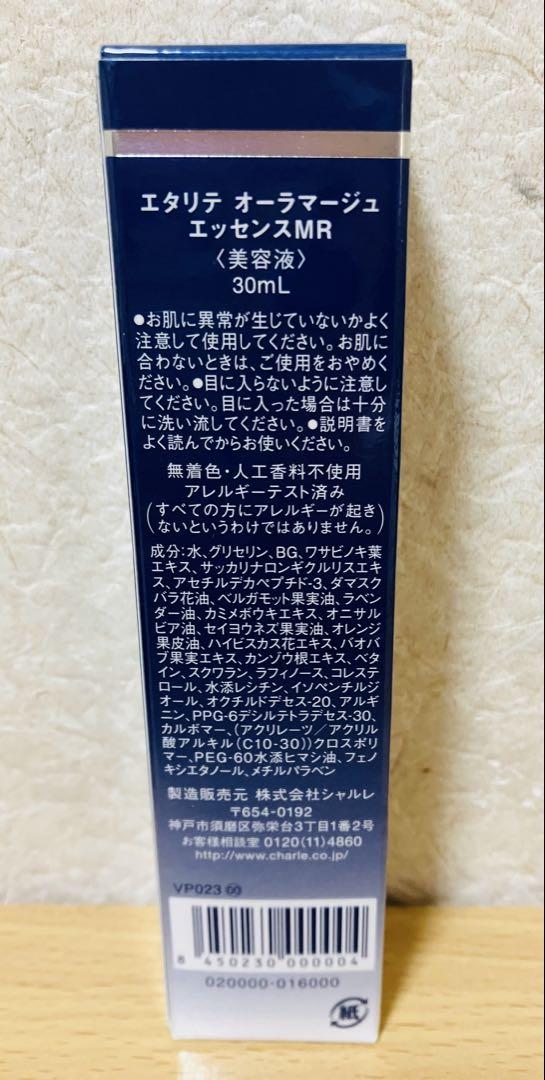 エタリテ オーラマージュ
エッセンスMR
〈美容液〉
30mL
●お肌に異常が生じていないかよく
注意して使用してください。お肌に
合わないときは、ご使用をおやめく
ださい。●目に入らないように注意し
てください。目に入った場合は十分
に洗い流してください。●説明書を
よく読んでからお使いください。
無着色・人工香料不使用
アレルギーテスト済み
(すべての方にアレルギーが起き
ないというわけではありません。)
成分:水、グリセリン、BG、ワサビノキ葉
エキス、サッカリナロンギクルリスエキ
ス、アセチルデカペプチド-3、ダマスク
バラ花油、ベルガモット果実油、ラベン
ダー油、カミメボウキエキス、オニサル
ビア油、セイヨウネズ果実油、オレンジ
果皮油、ハイビスカス花エキス、バオバ
ブ果実エキス、カンゾウ根エキス、ベタ
イン、スクワラン、ラフィノース、コレステ
ロール、水添レシチン、イソペンチルジ
オール、オクチルドデセス-20、アルギ
ニン、PPG-6デシルテトラデセス-30、
カルボマー、(アクリレーツ/アクリル
酸アルキル(C10-30))クロスポリ
マー、PEG-60水添ヒマシ油、フェノ
キシエタノール、メチルパラベン
製造販売元 株式会社シャルレ
〒654-0192
神戸市須磨区弥栄台3丁目1番2号
お客様相談室 0120(11)4860
http://www.charle.co.jp/
VP023 00
8 450230 000004
020000-016000
紙